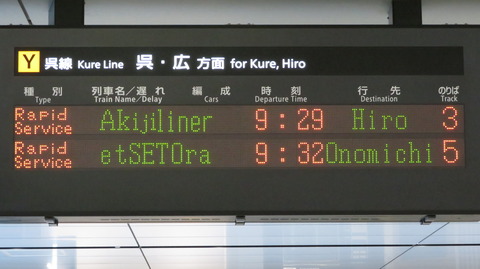 Y 呉線 Kure Line 呉・広 方面 for Kure, Hiro
種別 列車名/遅れ 編成 時刻 行先 のりば
Type Train Name/Delay Cars Departure Time Destination Track
Rapid Service Akijiliner 9:29 Hiro 3
Rapid Service etSETOra 9:32 Onomichi 5